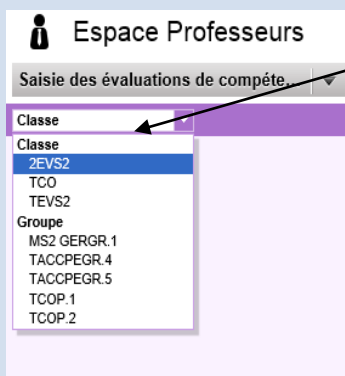 Espace Professeurs
Saisie des évaluations de compéte...
Classe
Classe
2EVS2
TCO
TEVS2
Groupe
MS2 GERGR.1
TACCPEGR.4
TACCPEGR.5
TCOP.1
TCOP.2